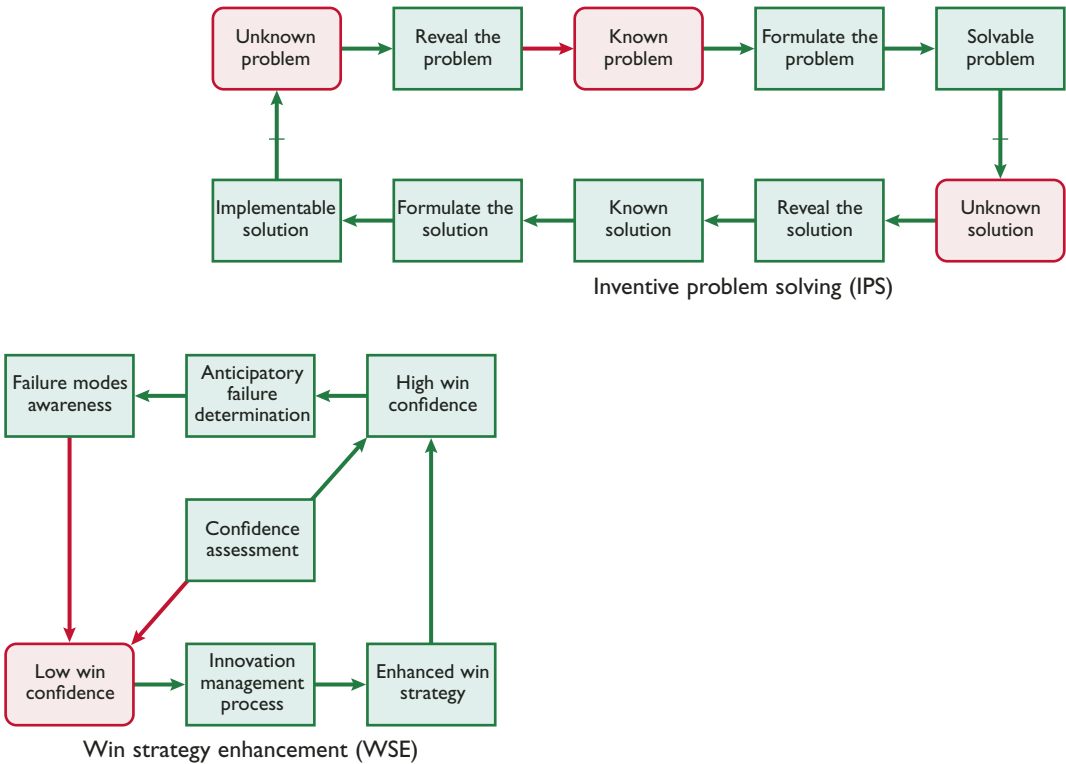 Unknown
problem
Reveal the
problem
Known
problem
Formulate the
problem
Solvable
problem
Implementable
solution
Formulate the
solution
Known
solution
Reveal the
solution
Unknown
solution
Inventive problem solving (IPS)
Failure modes
awareness
Anticipatory
failure
determination
High win
confidence
Confidence
assessment
Low win
confidence
Innovation
management
process
Enhanced win
strategy
Win strategy enhancement (WSE)